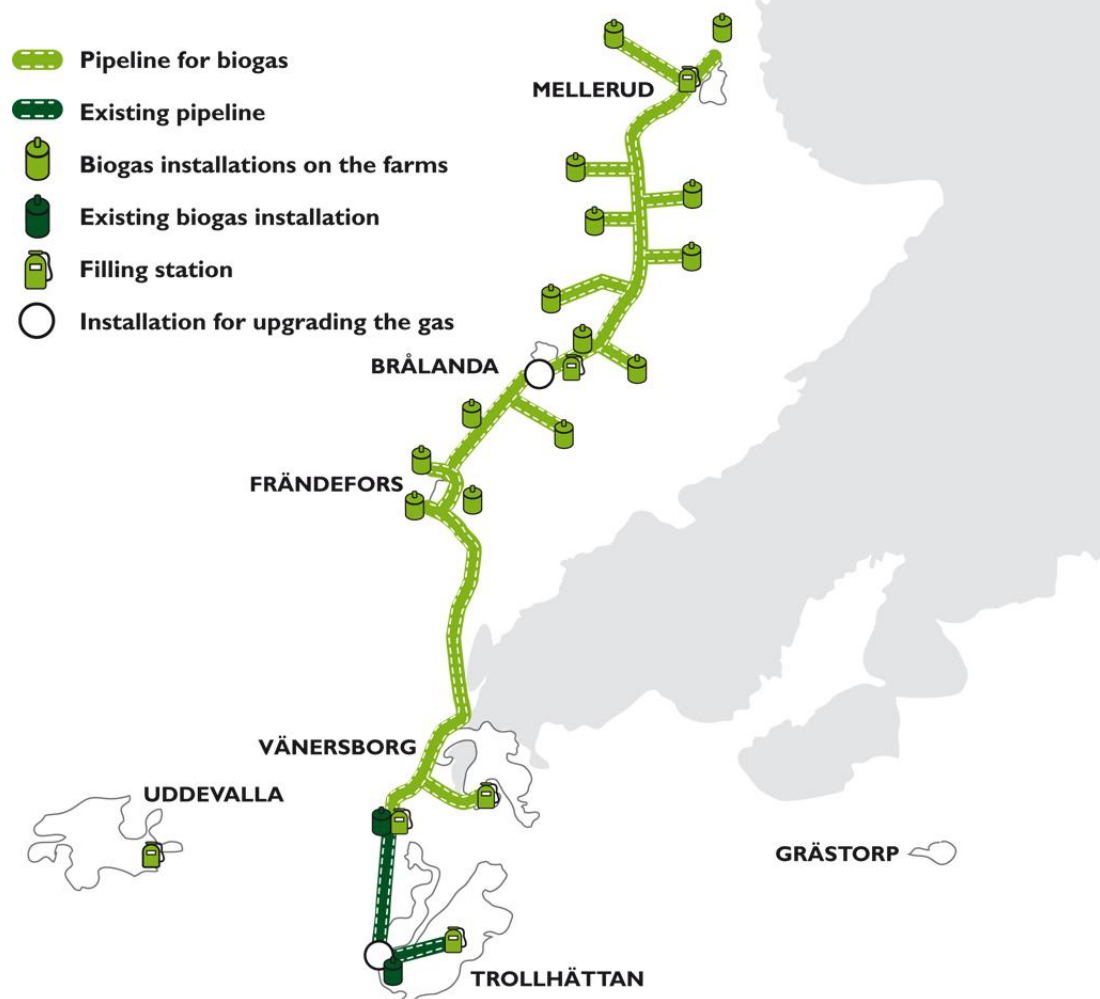 Pipeline for biogas
Existing pipeline
Biogas installations on the farms
Existing biogas installation
Filling station
Installation for upgrading the gas
MELLERUD
BRÅLANDA
FRÄNDEFORS
VÄNERSBORG
UDDEVALLA
GRÄSTORP
TROLLHÄTTAN